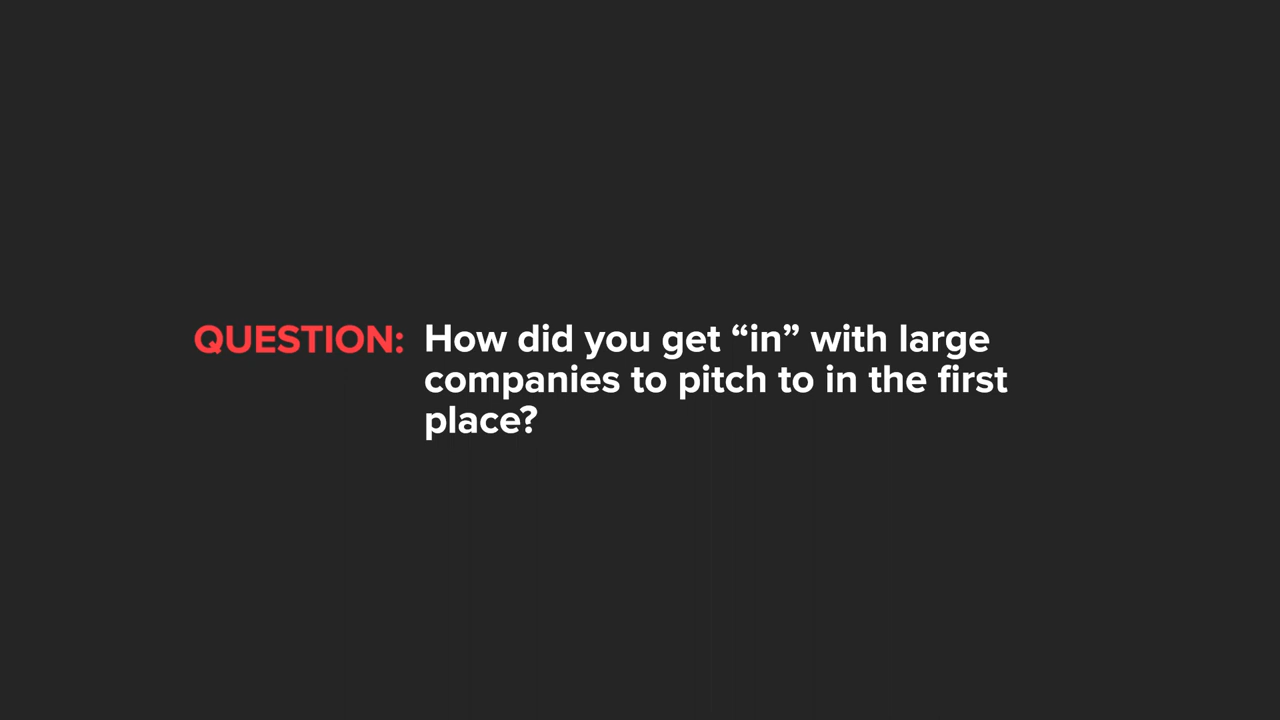 QUESTION: How did you get “in” with large
companies to pitch to in the first
place?